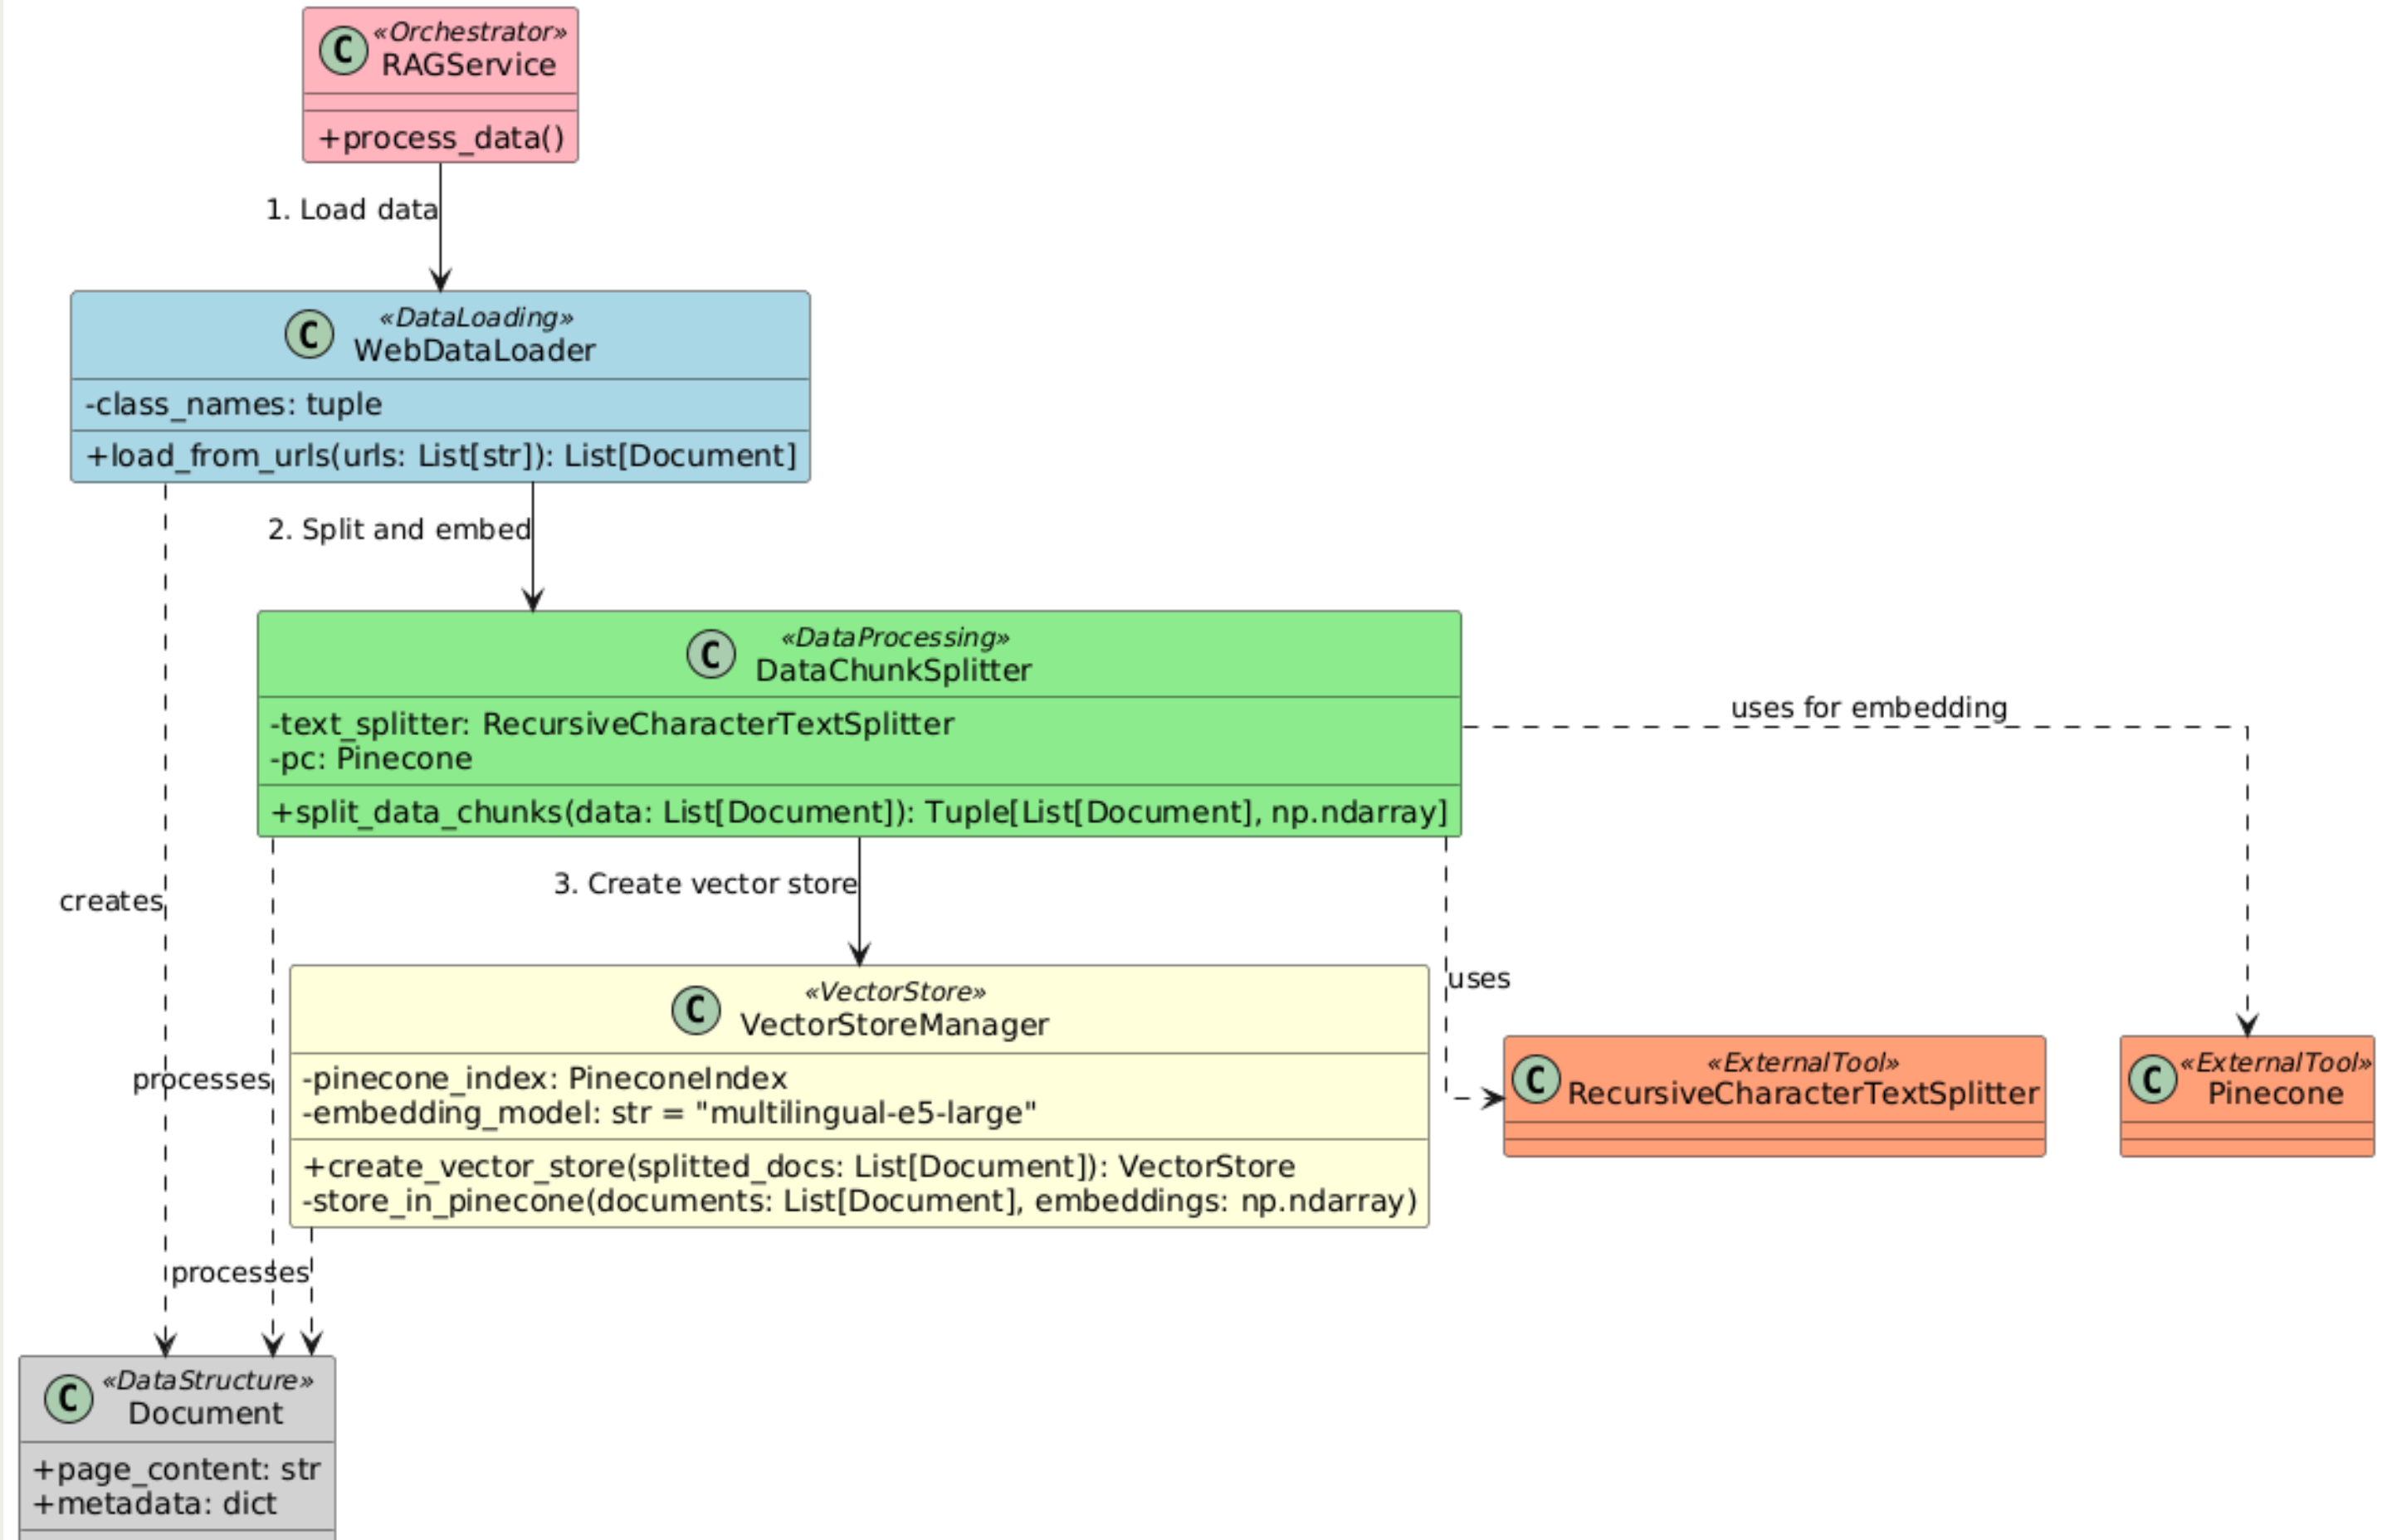 C
«Orchestrator»
RAGService
+process_data()
1. Load data
C
«DataLoading»
WebDataLoader
-class_names: tuple
+load_from_urls(urls: List[str]): List[Document]
2. Split and embed
C
«DataProcessing»
DataChunkSplitter
-text_splitter: RecursiveCharacterTextSplitter
-pc: Pinecone
+split_data_chunks(data: List[Document]): Tuple[List[Document], np.ndarray]
uses for embedding
creates
3. Create vector store
uses
C
«VectorStore»
VectorStoreManager
-pinecone_index: PineconeIndex
-embedding_model: str = "multilingual-e5-large"
+create_vector_store(splitted_docs: List[Document]): VectorStore
-store_in_pinecone(documents: List[Document], embeddings: np.ndarray)
C
«ExternalTool»
RecursiveCharacterTextSplitter
C
«ExternalTool»
Pinecone
processes
processes
C
«DataStructure»
Document
+page_content: str
+metadata: dict